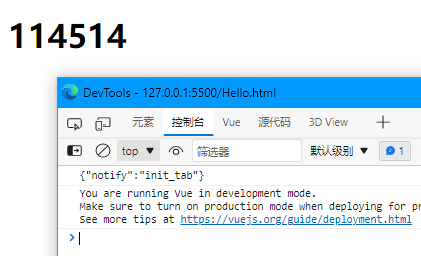 114514
DevTools - 127.0.0.1:5500/Hello.html
元素 控制台 Vue 源代码 3D View
top 筛选器 默认级别 1
{"notify":"init_tab"}
You are running Vue in development mode.
Make sure to turn on production mode when deploying for
See more tips at https://vuejs.org/guide/deployment.html